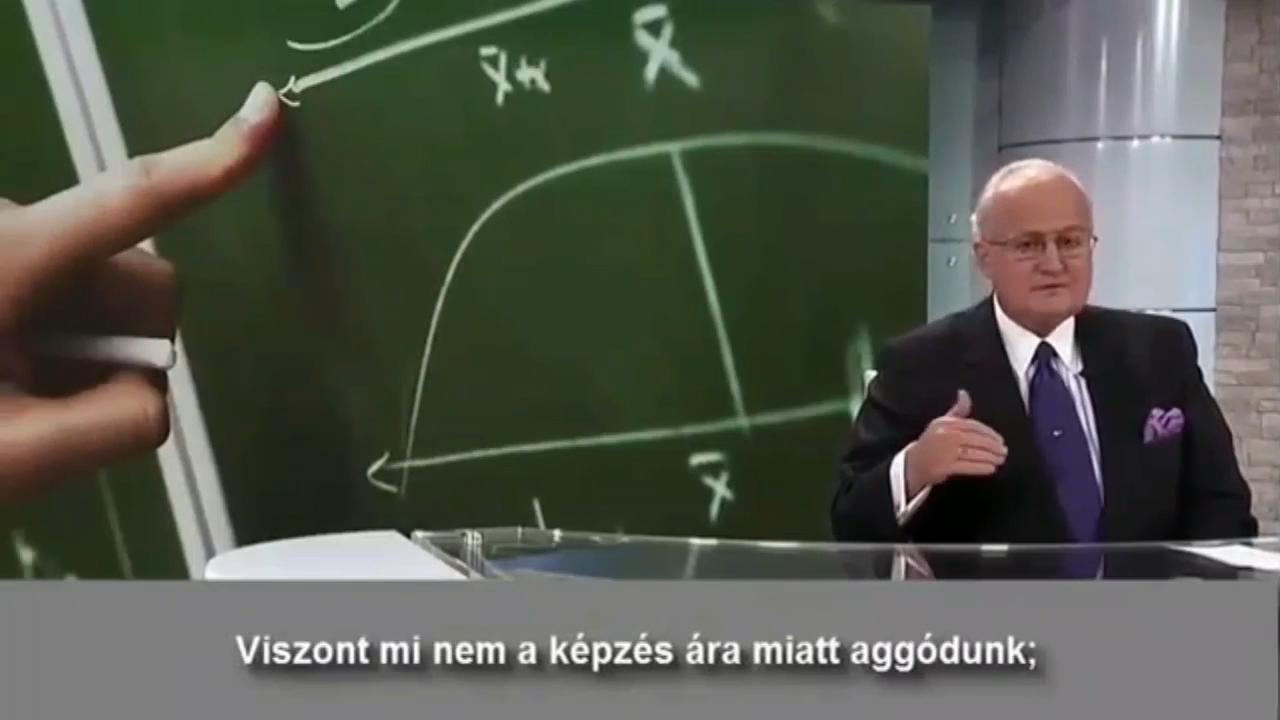 x̄н
x̄
x̄
Viszont mi nem a képzés ára miatt aggódunk;